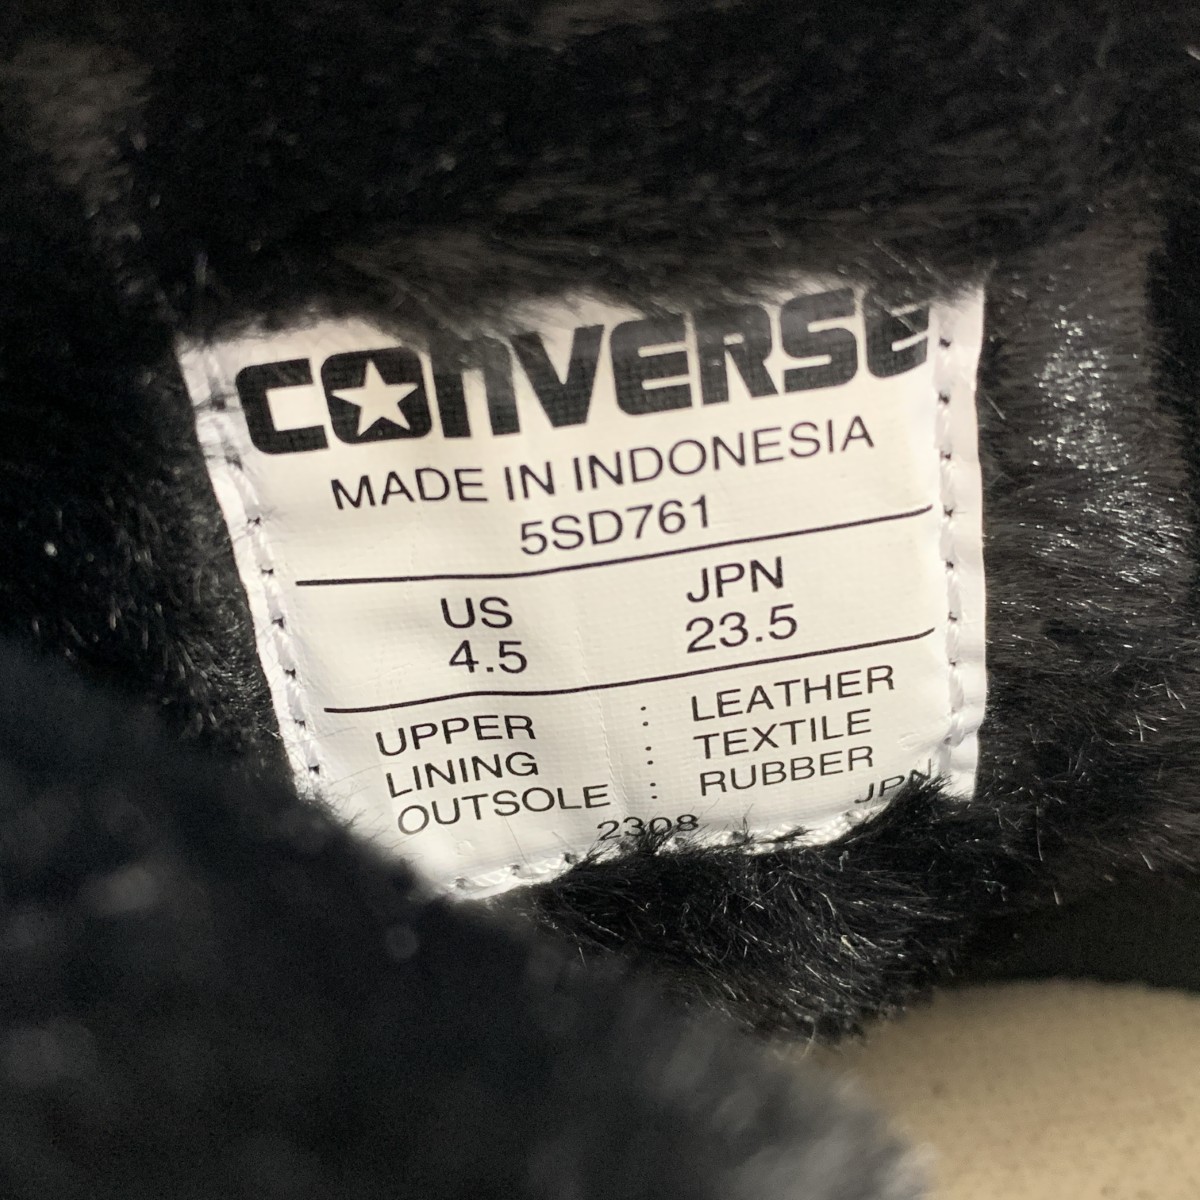 CONVERSE
MADE IN INDONESIA
5SD761
US JPN
4.5 23.5
UPPER : LEATHER
LINING : TEXTILE
OUTSOLE : RUBBER
2308 JPN